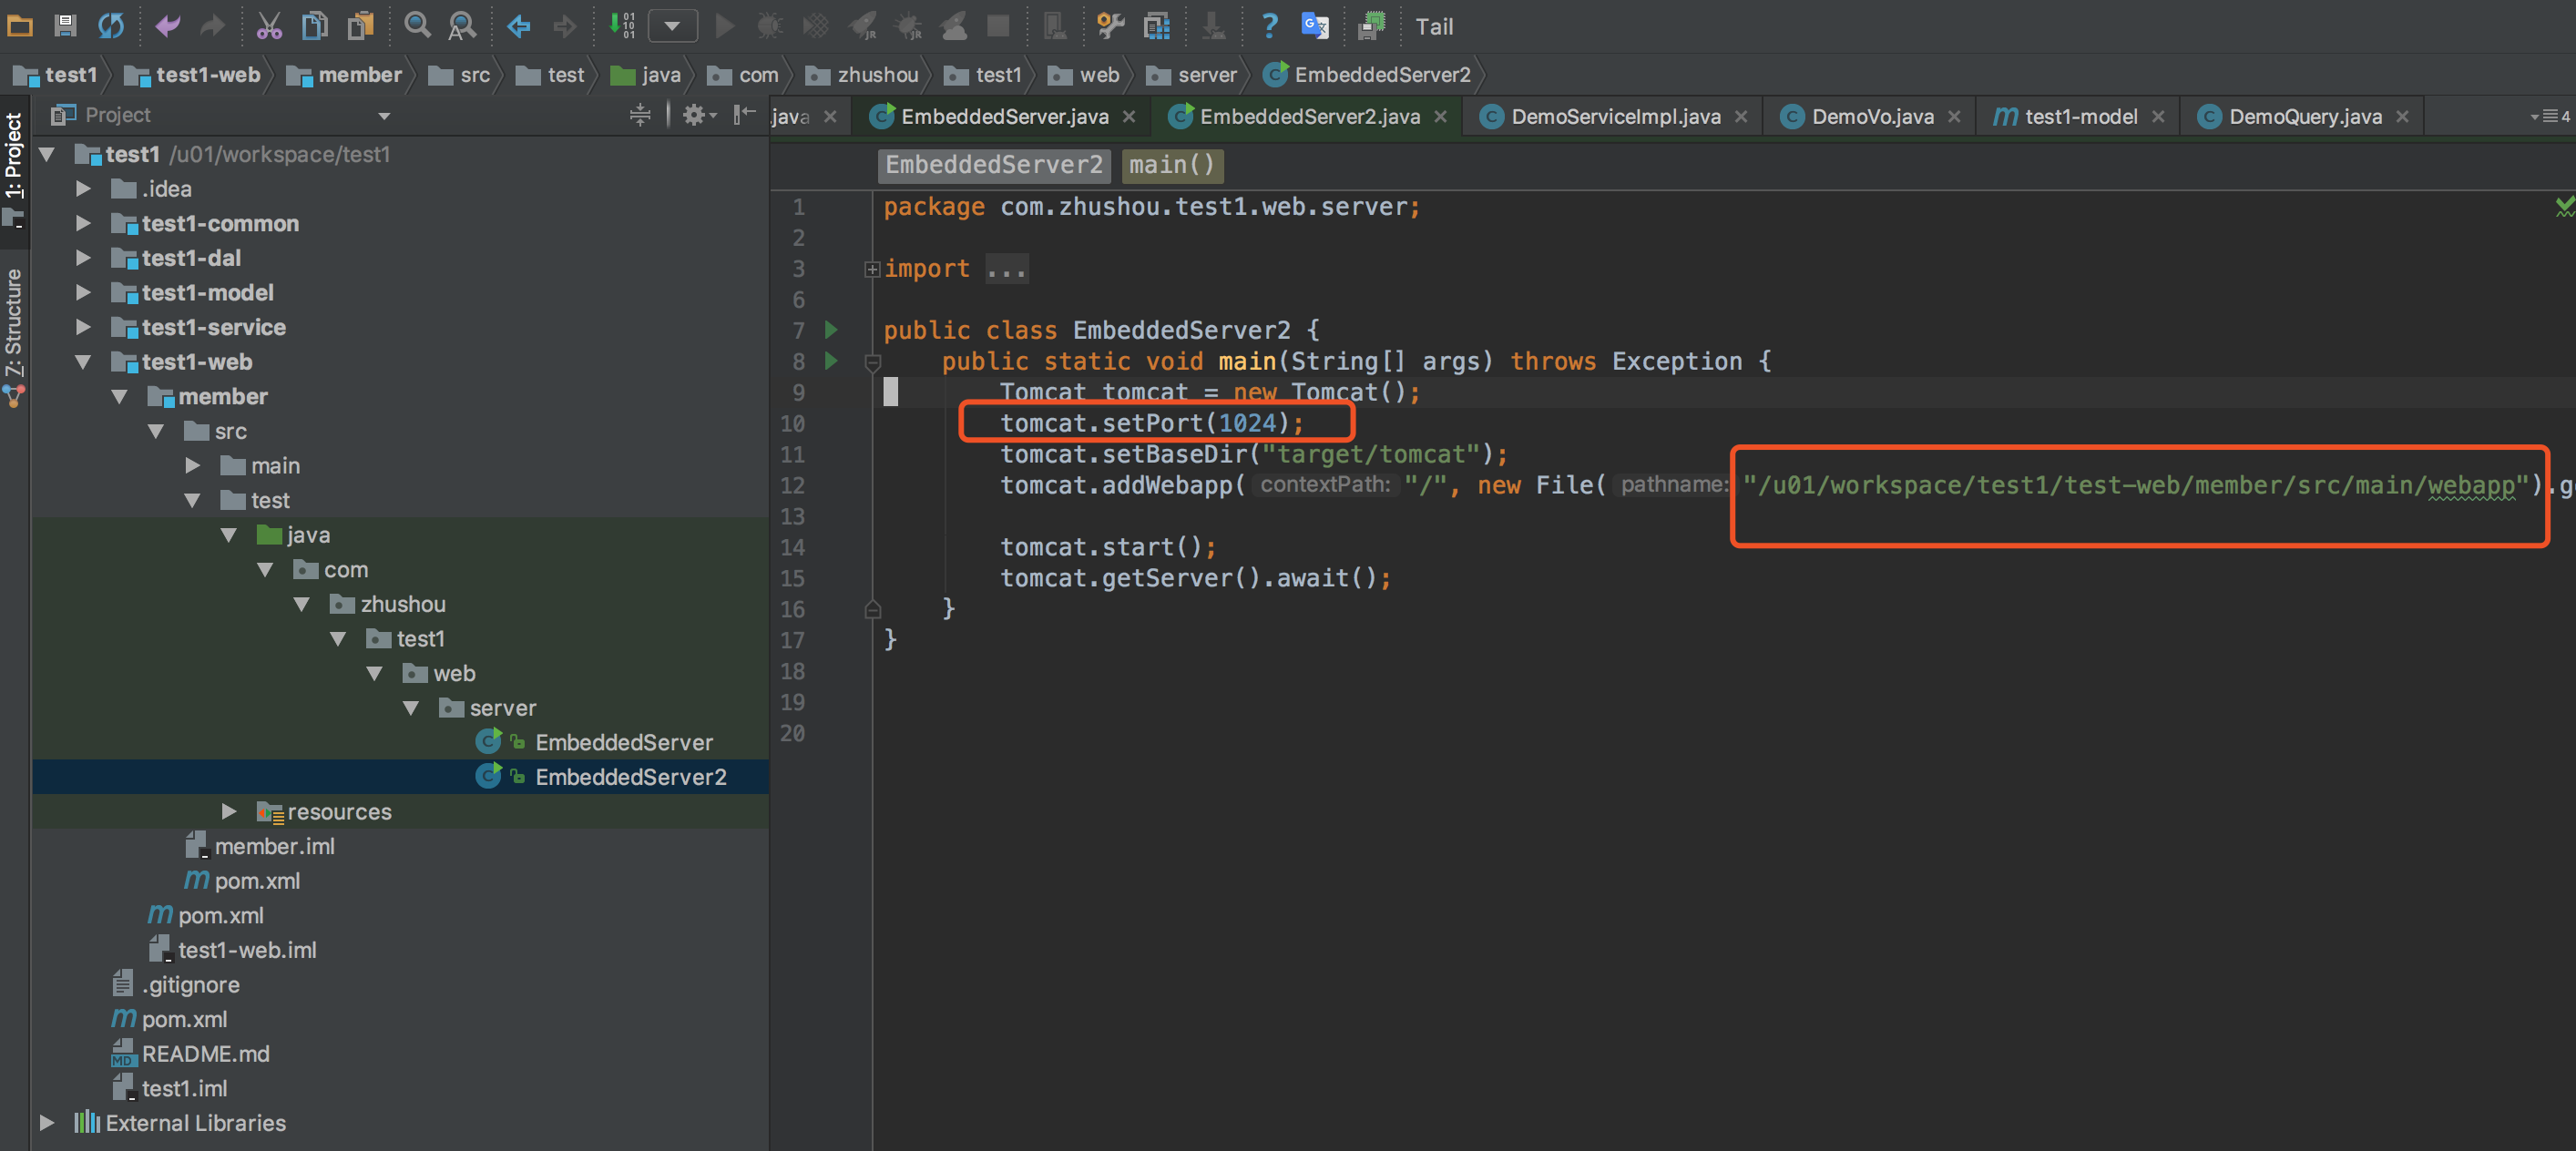 Tail
test1 test1-web member src test java com zhushou test1 web server EmbeddedServer2
1: Project
Z: Structure
Project
.java EmbeddedServer.java EmbeddedServer2.java DemoServiceImpl.java DemoVo.java test1-model DemoQuery.java 4
test1 /u01/workspace/test1
.idea
test1-common
test1-dal
test1-model
test1-service
test1-web
member
src
main
test
java
com
zhushou
test1
web
server
EmbeddedServer
EmbeddedServer2
resources
member.iml
pom.xml
pom.xml
test1-web.iml
.gitignore
pom.xml
README.md
test1.iml
External Libraries
EmbeddedServer2 main()
1 package com.zhushou.test1.web.server;
2
3 import ...
6
7 public class EmbeddedServer2 {
8 public static void main(String[] args) throws Exception {
9 Tomcat tomcat = new Tomcat();
10 tomcat.setPort(1024);
11 tomcat.setBaseDir("target/tomcat");
12 tomcat.addWebapp( contextPath: "/", new File( pathname: "/u01/workspace/test1/test-web/member/src/main/webapp").g
13
14 tomcat.start();
15 tomcat.getServer().await();
16 }
17 }
18
19
20